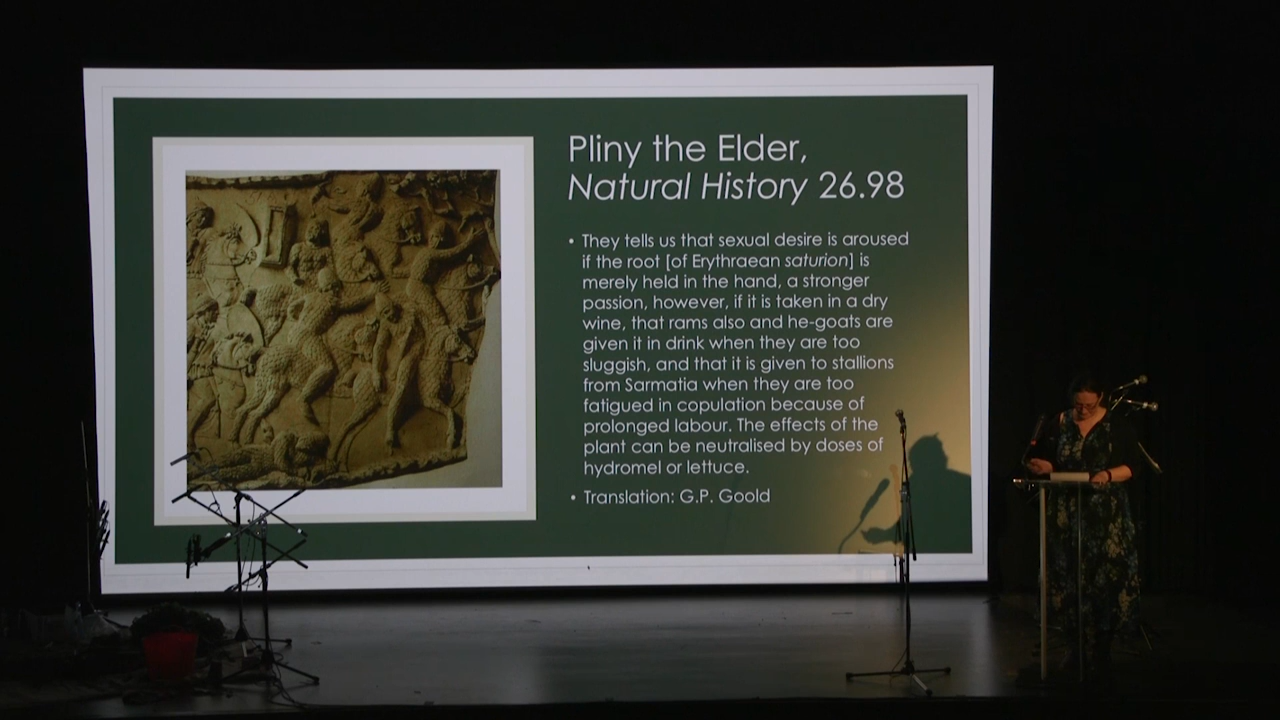 Pliny the Elder,
Natural History 26.98
• They tells us that sexual desire is aroused
if the root [of Erythraean saturion] is
merely held in the hand, a stronger
passion, however, if it is taken in a dry
wine, that rams also and he-goats are
given it in drink when they are too
sluggish, and that it is given to stallions
from Sarmatia when they are too
fatigued in copulation because of
prolonged labour. The effects of the
plant can be neutralised by doses of
hydromel or lettuce.
• Translation: G.P. Goold